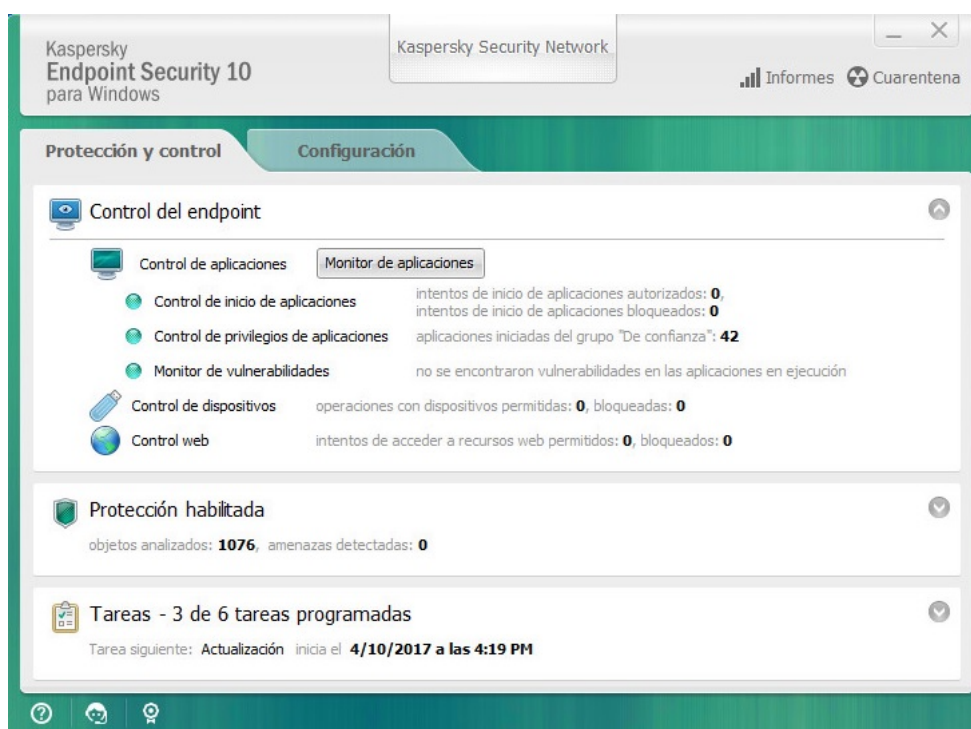 Kaspersky
Endpoint Security 10
para Windows
Kaspersky Security Network
Informes
Cuarentena
Protección y control
Configuración
Control del endpoint
Control de aplicaciones
Monitor de aplicaciones
Control de inicio de aplicaciones
intentos de inicio de aplicaciones autorizados: 0,
intentos de inicio de aplicaciones bloqueados: 0
Control de privilegios de aplicaciones
aplicaciones iniciadas del grupo "De confianza": 42
Monitor de vulnerabilidades
no se encontraron vulnerabilidades en las aplicaciones en ejecución
Control de dispositivos
operaciones con dispositivos permitidas: 0, bloqueadas: 0
Control web
intentos de acceder a recursos web permitidos: 0, bloqueados: 0
Protección habilitada
objetos analizados: 1076, amenazas detectadas: 0
Tareas - 3 de 6 tareas programadas
Tarea siguiente: Actualización inicia el 4/10/2017 a las 4:19 PM